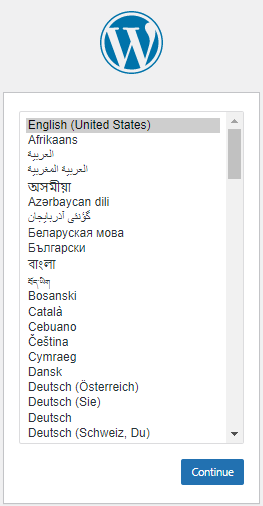 English (United States)
Afrikaans
العربية
العربية المغربية
অসমীয়া
Azərbaycan dili
گؤنئی آذربایجان
Беларуская мова
Български
বাংলা
བོད་ཡིག
Bosanski
Català
Cebuano
Čeština
Cymraeg
Dansk
Deutsch (Österreich)
Deutsch (Sie)
Deutsch
Deutsch (Schweiz, Du)
Continue